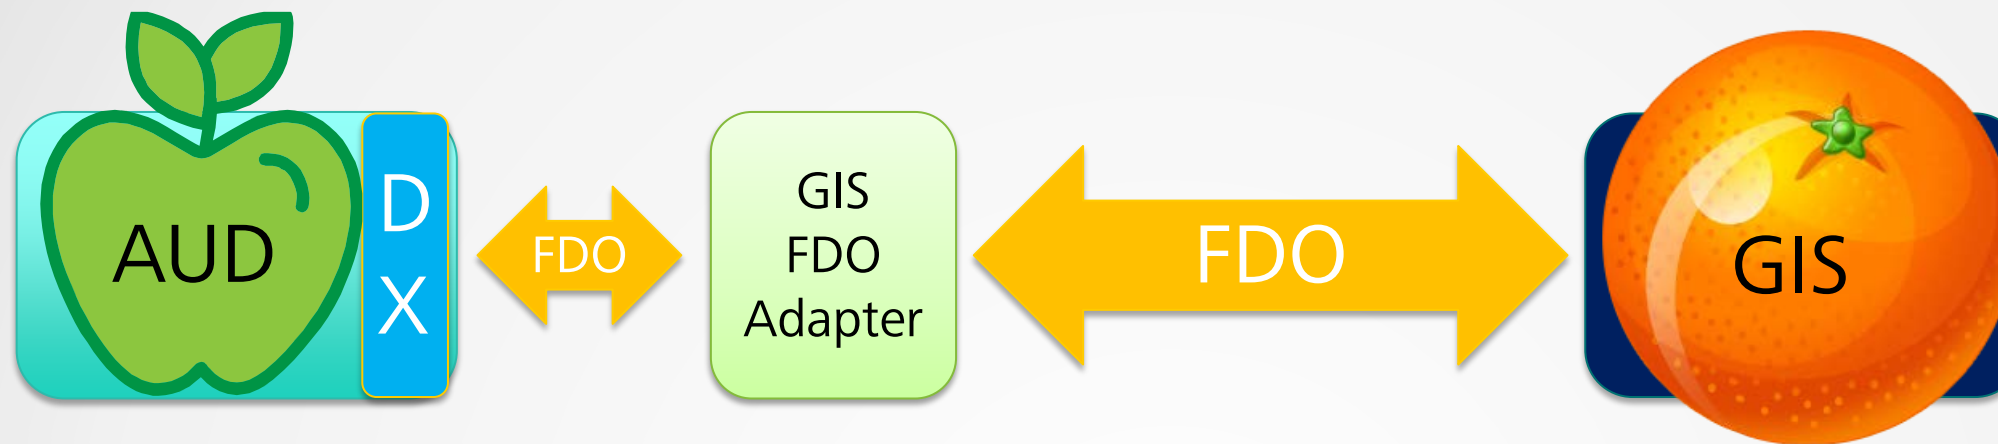 AUD
D
X
FDO
GIS
FDO
Adapter
FDO
GIS